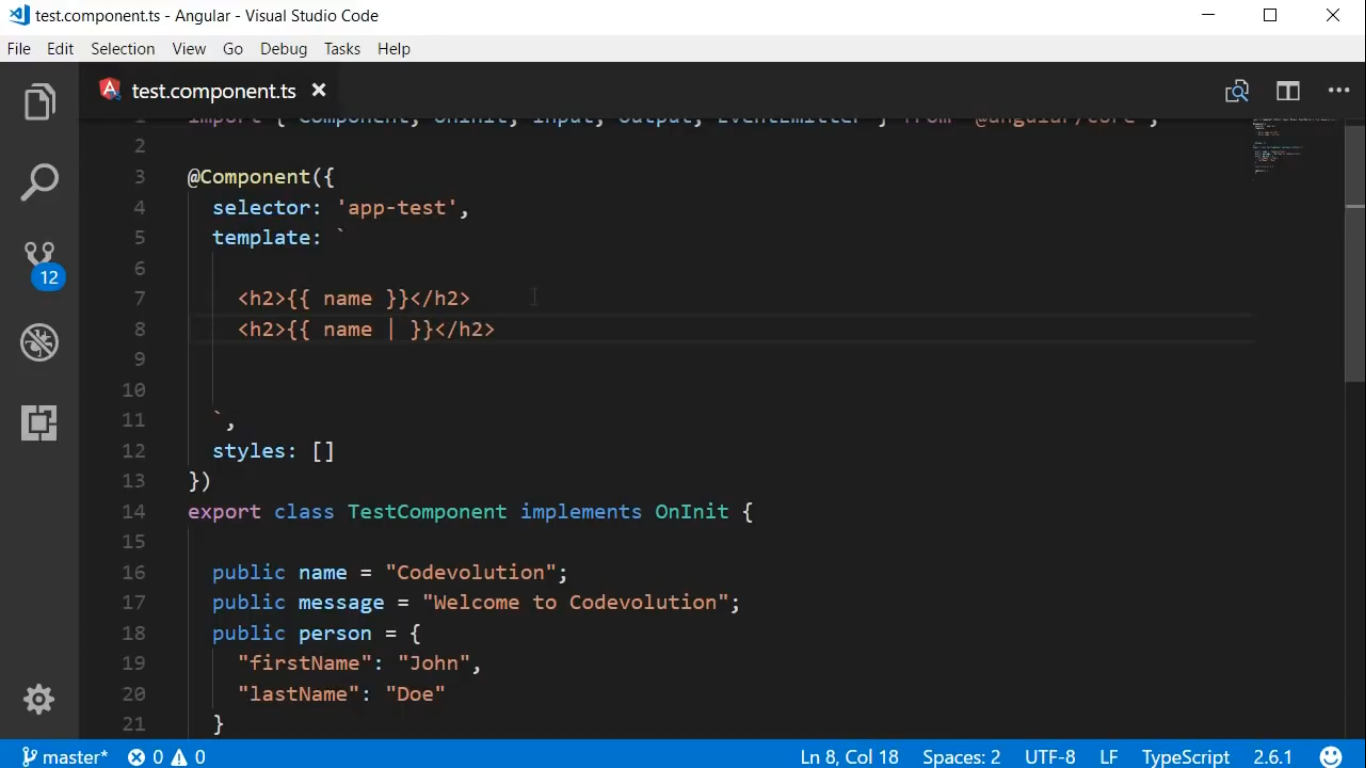 test.component.ts - Angular - Visual Studio Code
File Edit Selection View Go Debug Tasks Help
test.component.ts
1 import { Component, OnInit, Input, Output, EventEmitter } from '@angular/core';
2
3 @Component({
4 selector: 'app-test',
5 template: `
6
7 <h2>{{ name }}</h2>
8 <h2>{{ name | }}</h2>
9
10
11 `,
12 styles: []
13 })
14 export class TestComponent implements OnInit {
15
16 public name = "Codevolution";
17 public message = "Welcome to Codevolution";
18 public person = {
19 "firstName": "John",
20 "lastName": "Doe"
21 }
12
master* 0 0 Ln 8, Col 18 Spaces: 2 UTF-8 LF TypeScript 2.6.1